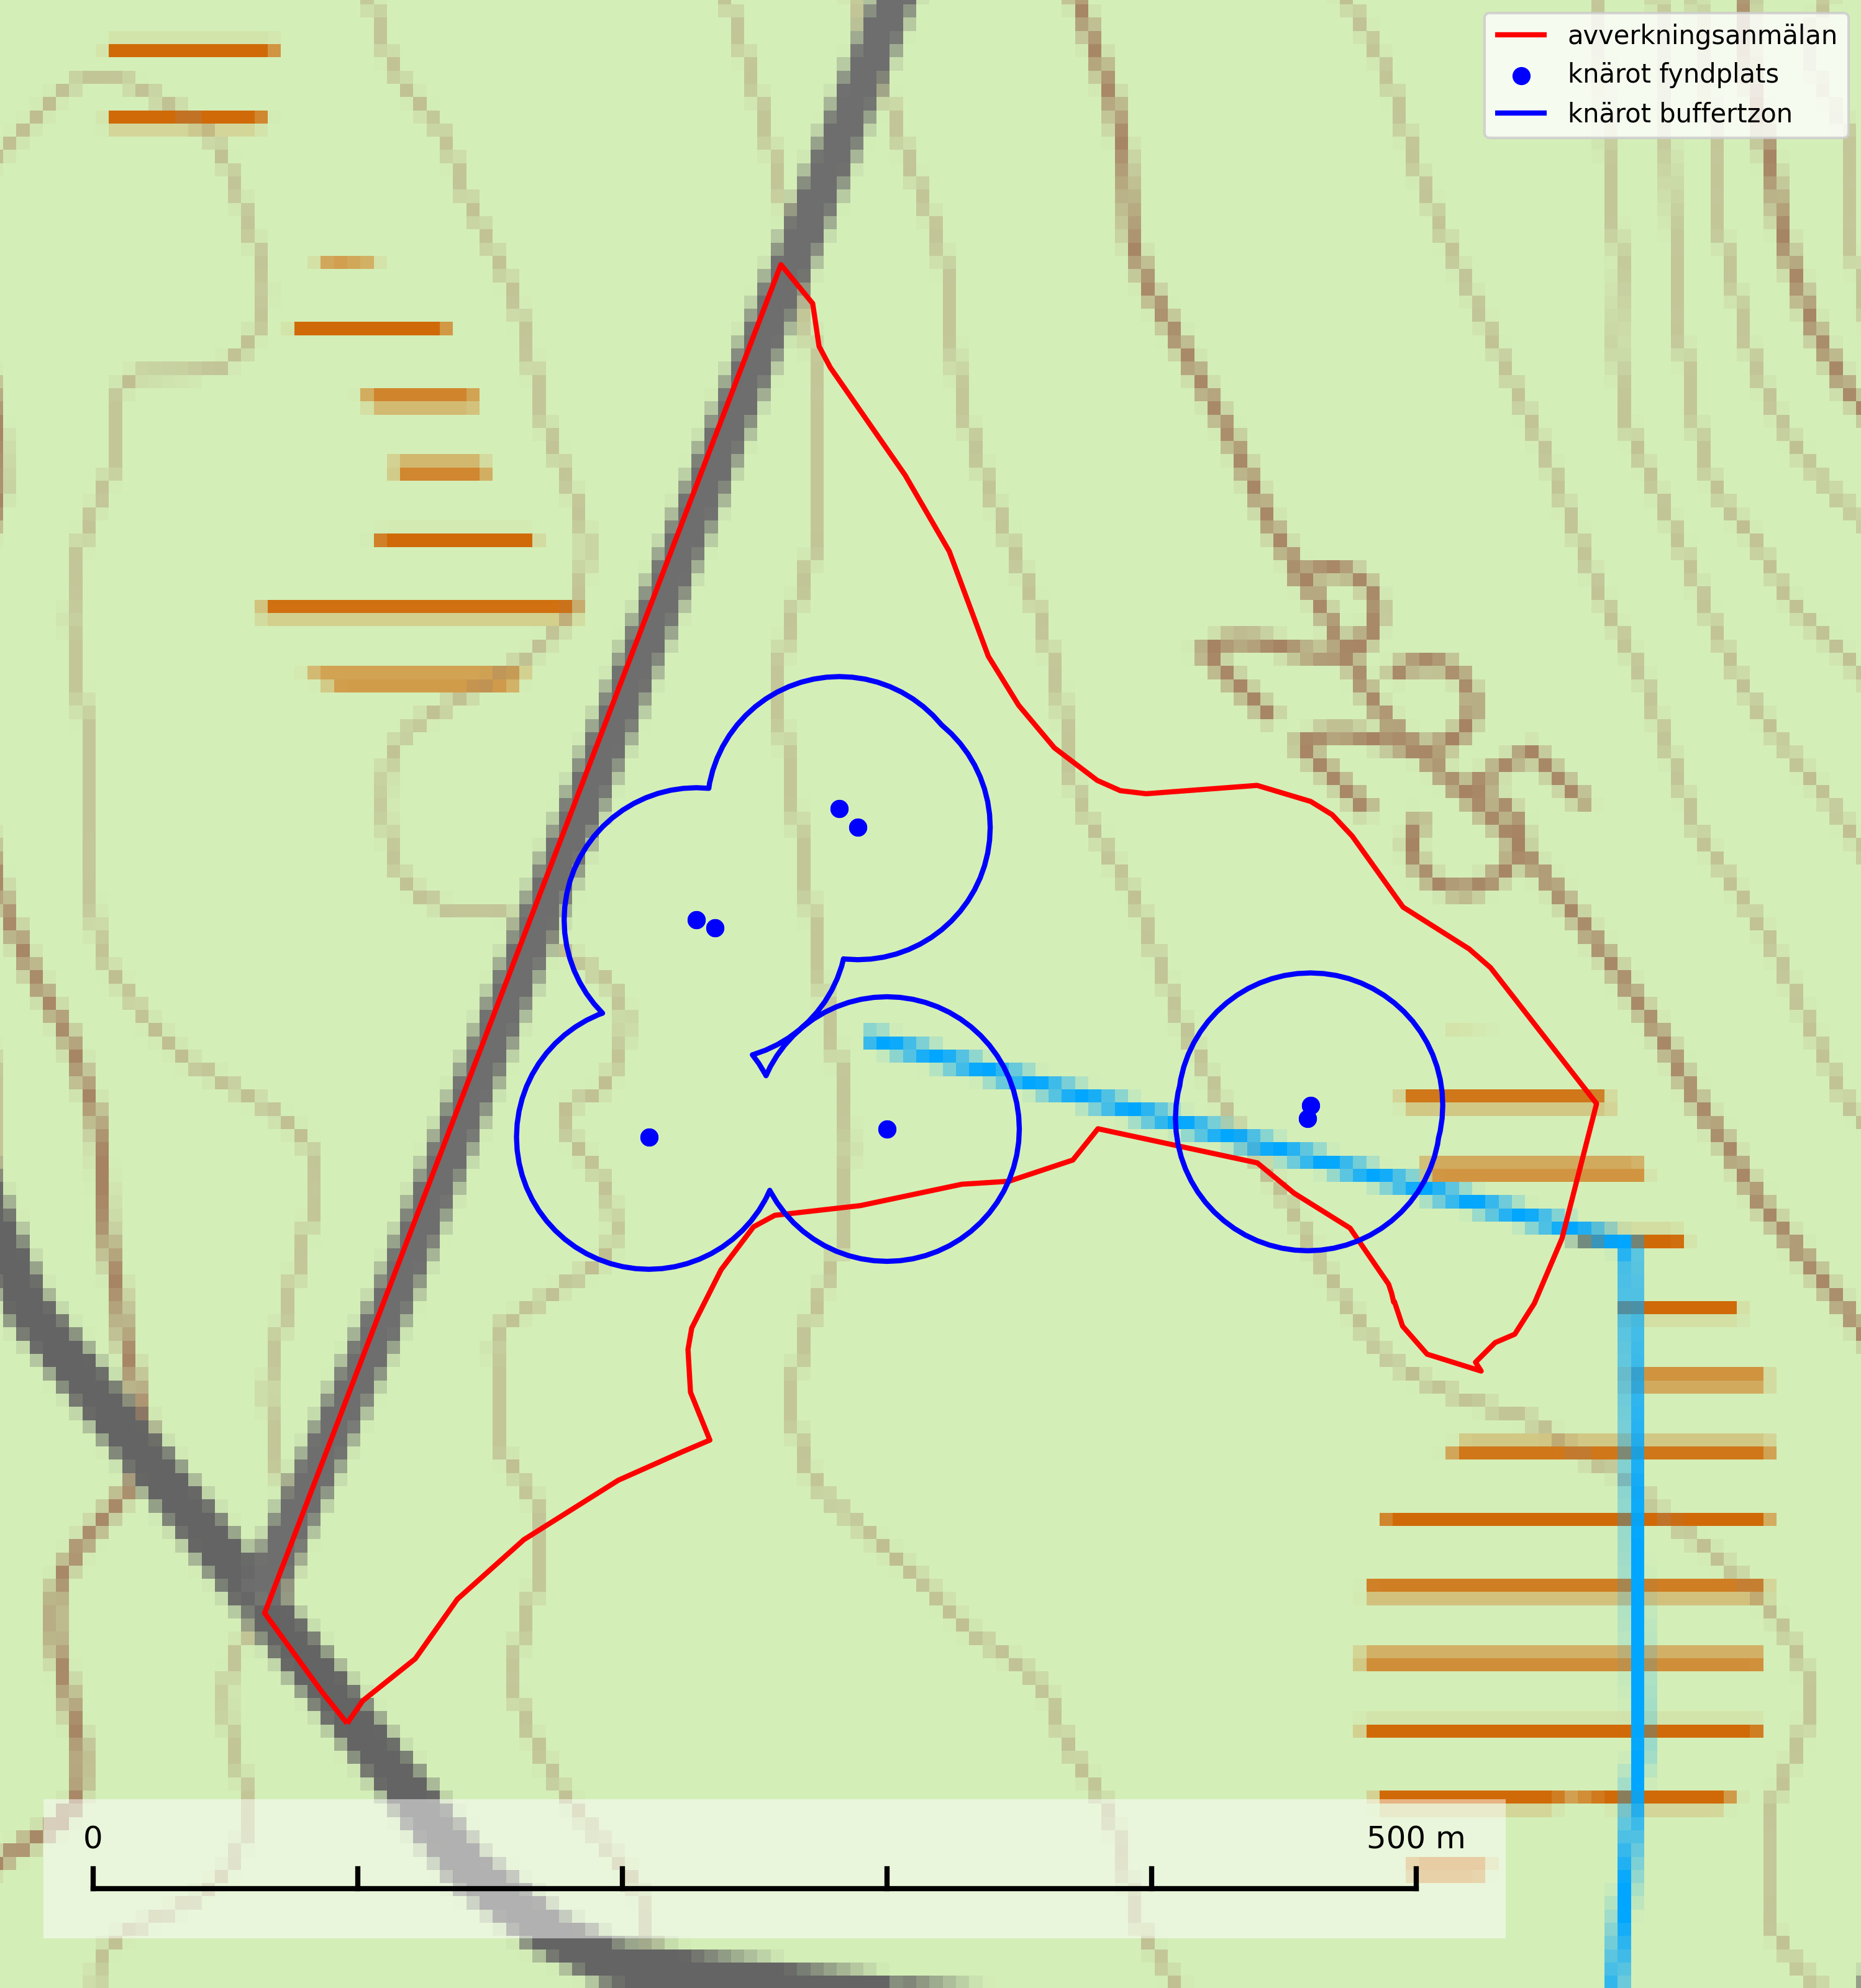 avverkningsanmälan
knärot fyndplats
knärot buffertzon
0
500 m